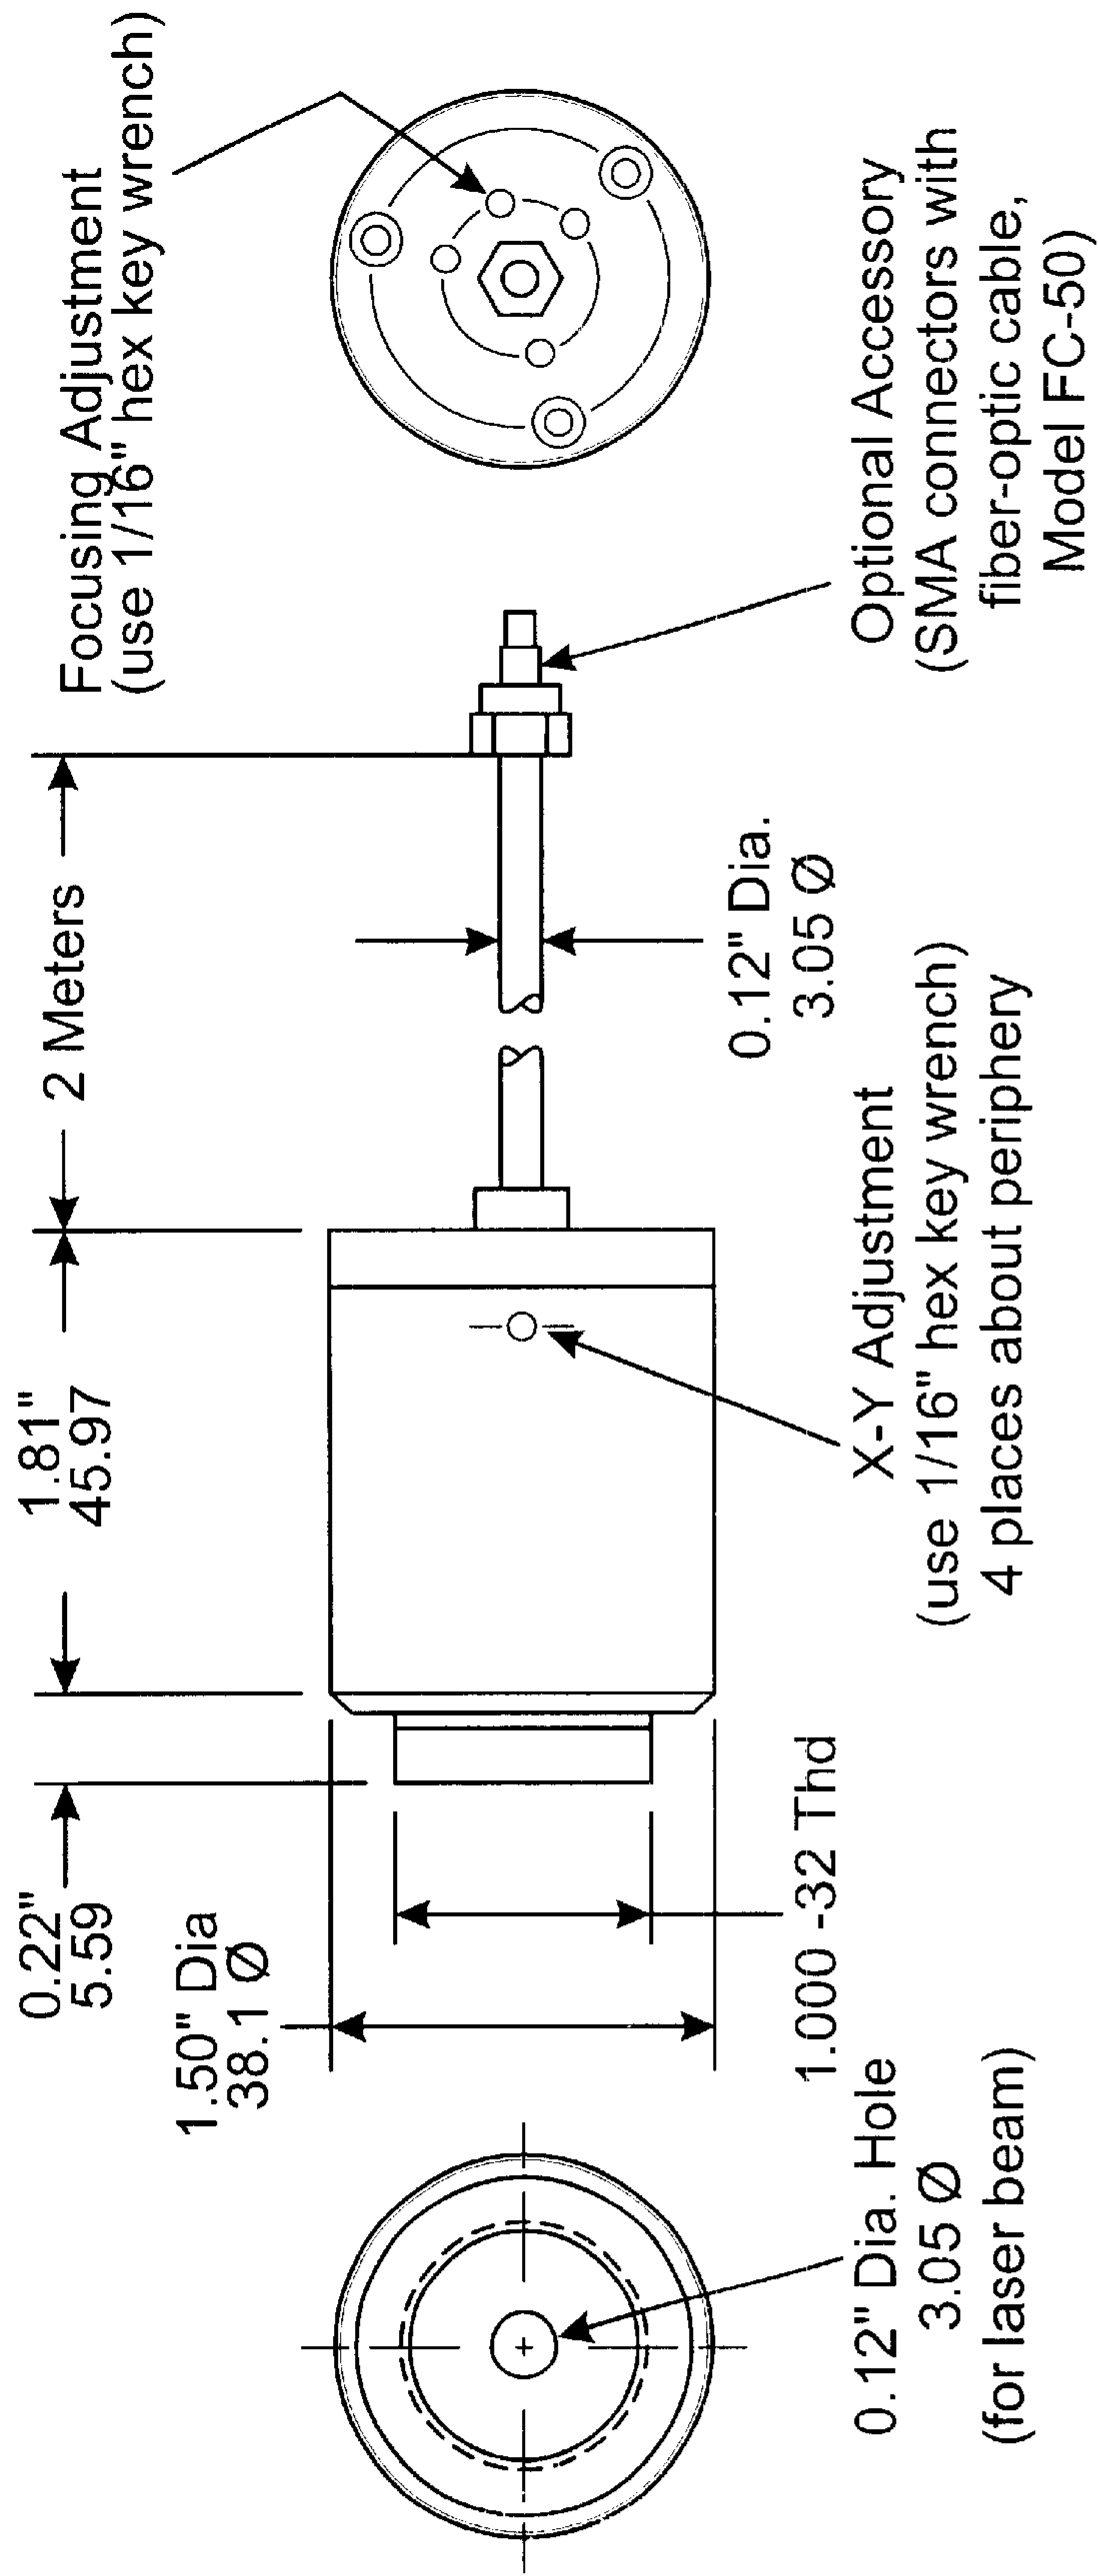 0.22"
5.59
1.81"
45.97
2 Meters
Focusing Adjustment
(use 1/16" hex key wrench)
1.50" Dia
38.1 Ø
1.000 -32 Thd
0.12" Dia.
3.05 Ø
0.12" Dia. Hole
3.05 Ø
(for laser beam)
X-Y Adjustment
(use 1/16" hex key wrench)
4 places about periphery
Optional Accessory
(SMA connectors with
fiber-optic cable,
Model FC-50)